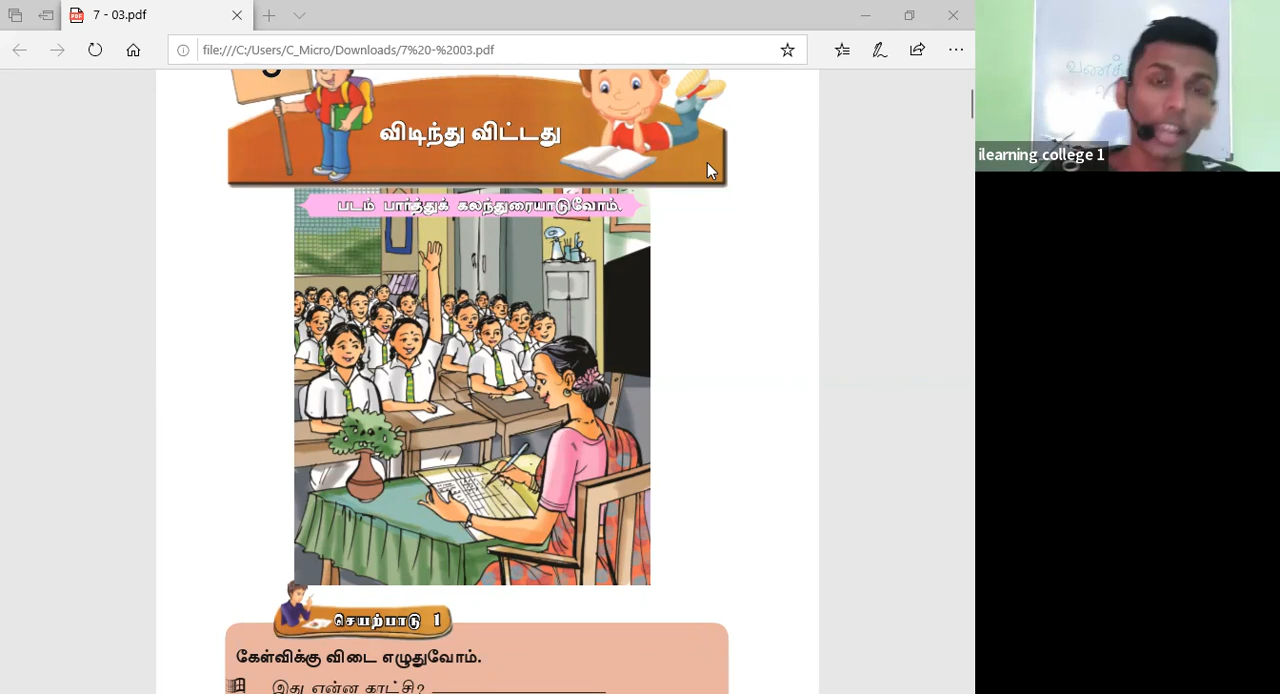 7 - 03.pdf
file:///C:/Users/C_Micro/Downloads/7%20-%2003.pdf
விடிந்து விட்டது
படம் பார்த்துக் கலந்துரையாடுவோம்.
செயற்பாடு 1
கேள்விக்கு விடை எழுதுவோம்.
இது என்ன காட்சி?
வணக்
ilearning college 1